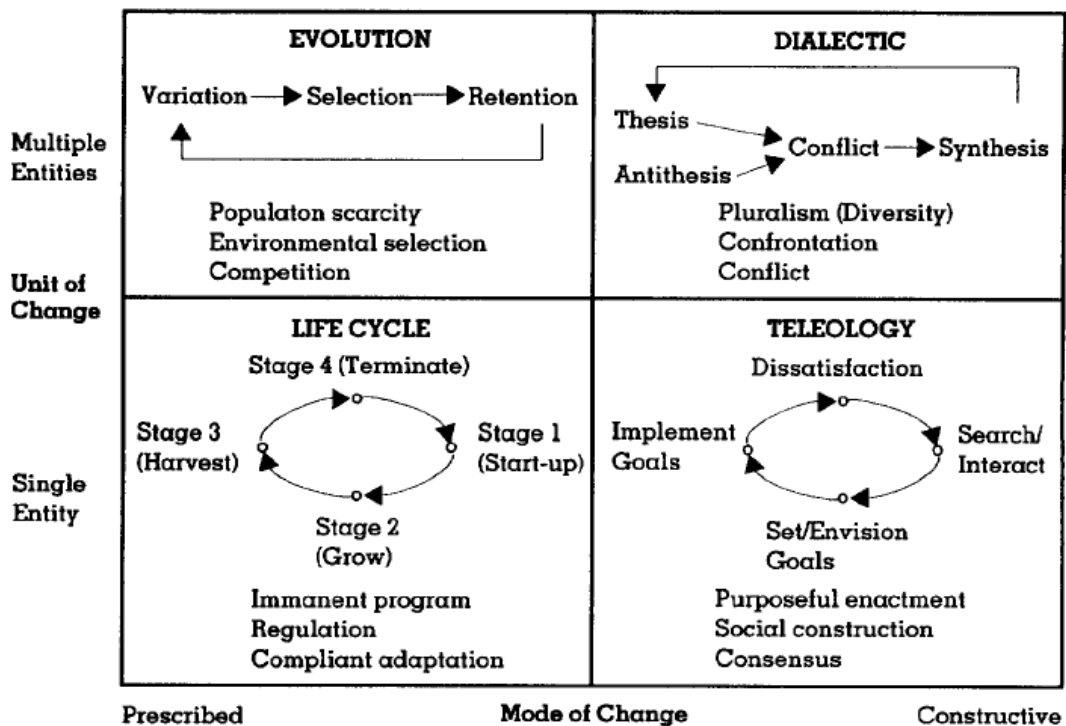 EVOLUTION
Variation Selection Retention
Populaton scarcity
Environmental selection
Competition
DIALECTIC
Thesis
Antithesis
Conflict Synthesis
Pluralism (Diversity)
Confrontation
Conflict
Multiple
Entities
Unit of
Change
Single
Entity
LIFE CYCLE
Stage 4 (Terminate)
Stage 3
(Harvest)
Stage 1
(Start-up)
Stage 2
(Grow)
Immanent program
Regulation
Compliant adaptation
TELEOLOGY
Dissatisfaction
Implement
Goals
Search/
Interact
Set/Envision
Goals
Purposeful enactment
Social construction
Consensus
Prescribed Mode of Change Constructive